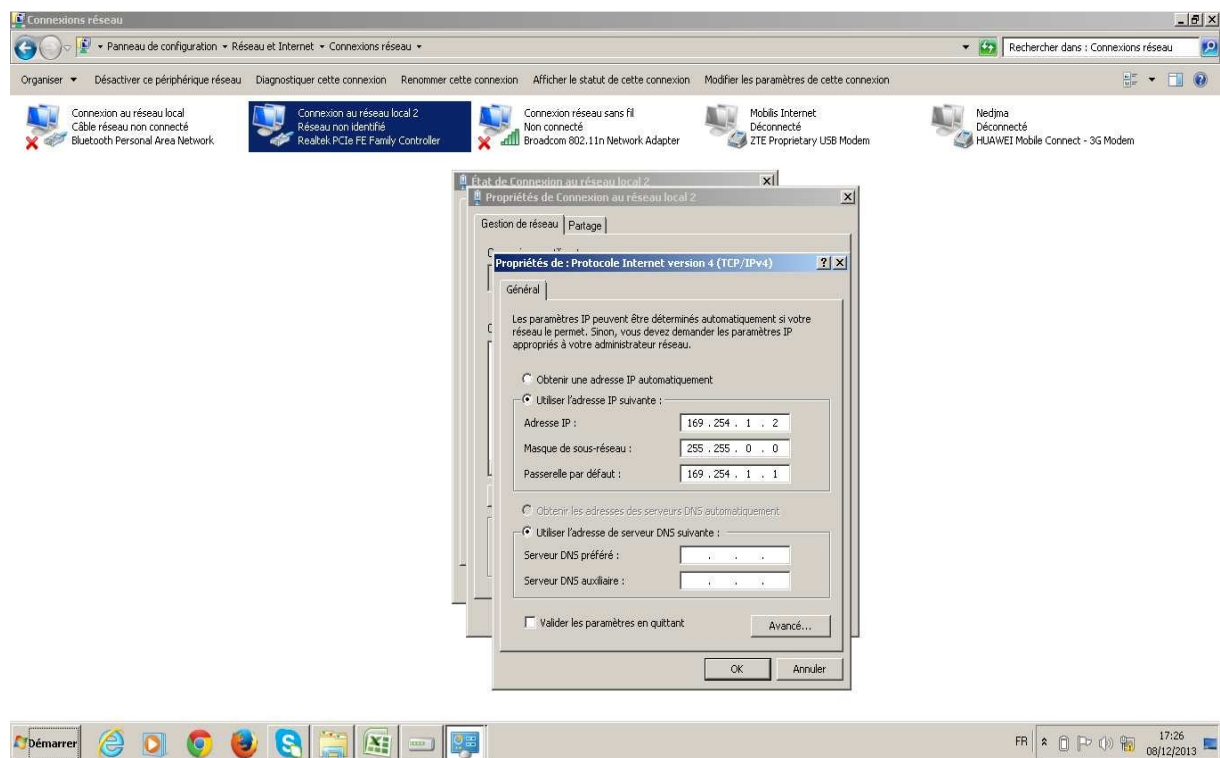 Connexions réseau
Panneau de configuration Réseau et Internet Connexions réseau
Rechercher dans : Connexions réseau
Organiser Désactiver ce périphérique réseau Diagnostiquer cette connexion Renommer cette connexion Afficher le statut de cette connexion Modifier les paramètres de cette connexion
Connexion au réseau local
Câble réseau non connecté
Bluetooth Personal Area Network
Connexion au réseau local 2
Réseau non identifié
Realtek PCIe FE Family Controller
Connexion réseau sans fil
Non connecté
Broadcom 802.11n Network Adapter
Mobilis Internet
Déconnecté
ZTE Proprietary USB Modem
Nedjma
Déconnecté
HUAWEI Mobile Connect - 3G Modem
État de Connexion au réseau local 2
Propriétés de Connexion au réseau local 2
Gestion de réseau Partage
Propriétés de : Protocole Internet version 4 (TCP/IPv4)
Général
Les paramètres IP peuvent être déterminés automatiquement si votre
réseau le permet. Sinon, vous devez demander les paramètres IP
appropriés à votre administrateur réseau.
Obtenir une adresse IP automatiquement
Utiliser l'adresse IP suivante :
Adresse IP : 169 . 254 . 1 . 2
Masque de sous-réseau : 255 . 255 . 0 . 0
Passerelle par défaut : 169 . 254 . 1 . 1
Obtenir les adresses des serveurs DNS automatiquement
Utiliser l'adresse de serveur DNS suivante :
Serveur DNS préféré : . . .
Serveur DNS auxiliaire : . . .
Valider les paramètres en quittant
Avancé...
OK Annuler
Démarrer
FR
17:26
08/12/2013